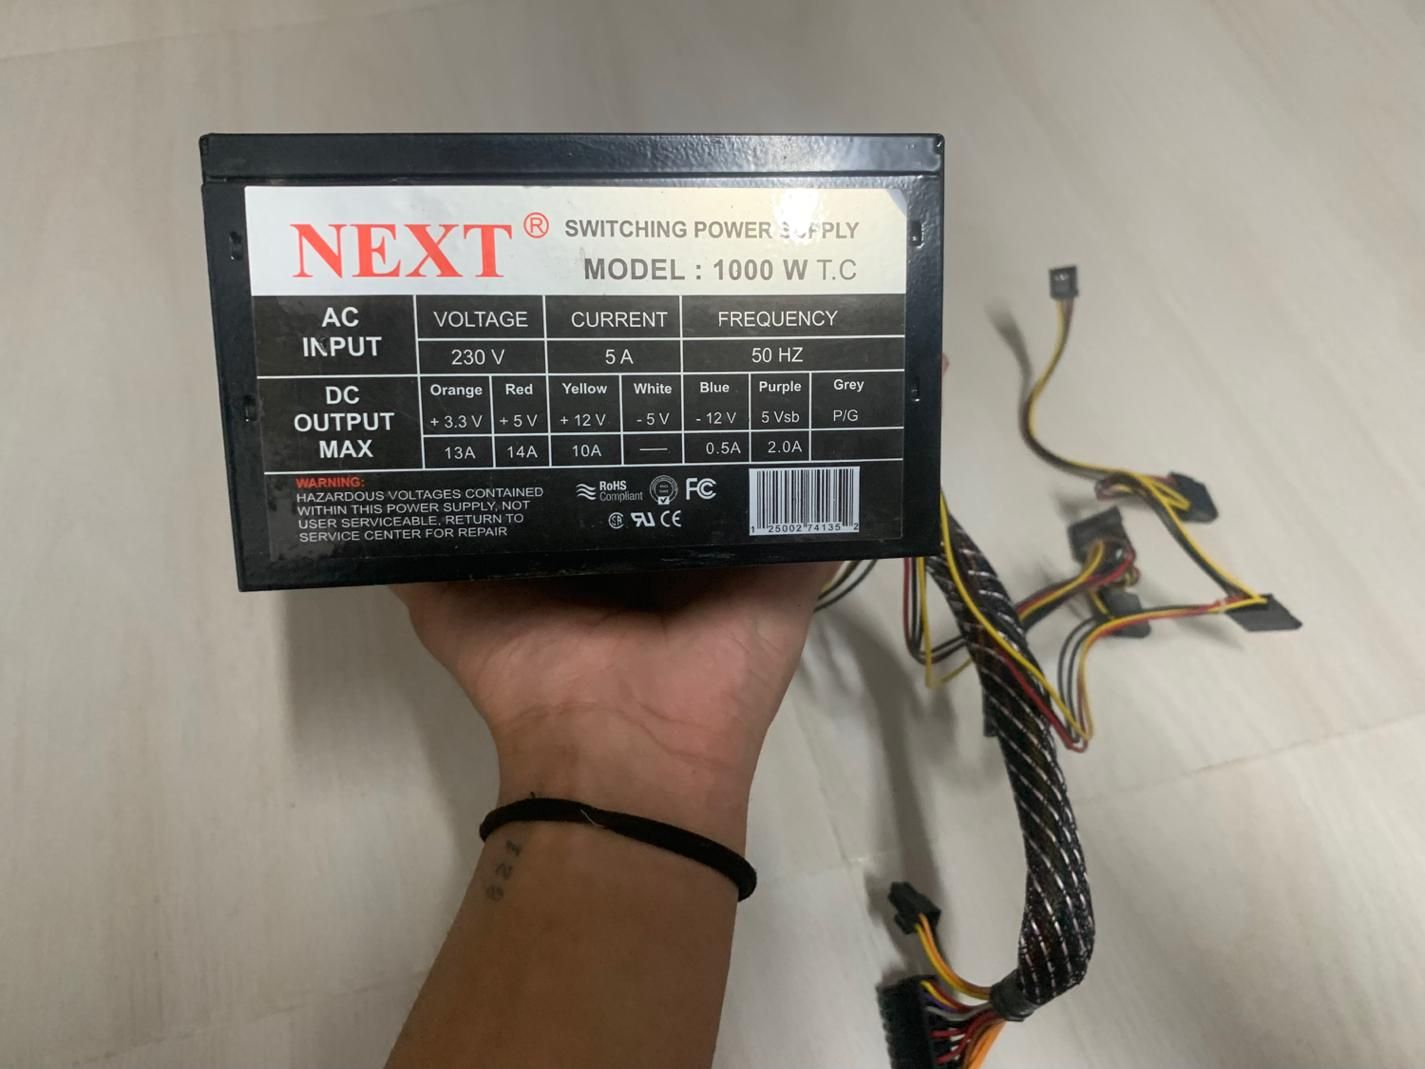 NEXT ® SWITCHING POWER SUPPLY
MODEL : 1000 W T.C
AC INPUT
VOLTAGE CURRENT FREQUENCY
230 V 5 A 50 HZ
DC OUTPUT MAX
Orange Red Yellow White Blue Purple Grey
+ 3.3 V + 5 V + 12 V - 5 V - 12 V 5 Vsb P/G
13A 14A 10A — 0.5A 2.0A
WARNING:
HAZARDOUS VOLTAGES CONTAINED
WITHIN THIS POWER SUPPLY, NOT
USER SERVICEABLE, RETURN TO
SERVICE CENTER FOR REPAIR
RoHS
Compliant
FC
CE
1 25002 74135 2
821